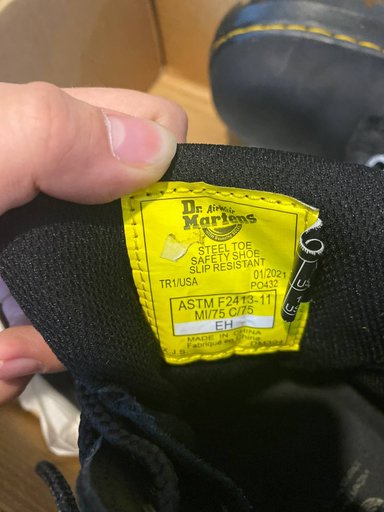 Dr. AirWair
Martens
STEEL TOE
SAFETY SHOE
SLIP RESISTANT
TR1/USA 01/2021
PO432
ASTM F2413-11
MI/75 C/75
EH
MADE IN CHINA
Fabriqué en Chine